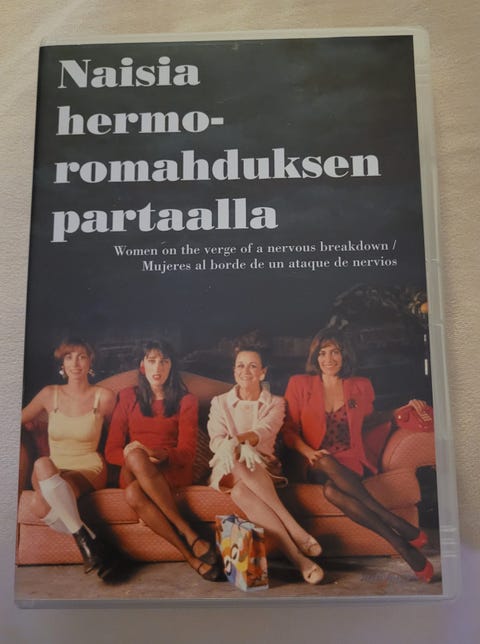 Naisia
hermo-
romahduksen
partaalla
Women on the verge of a nervous breakdown /
Mujeres al borde de un ataque de nervios